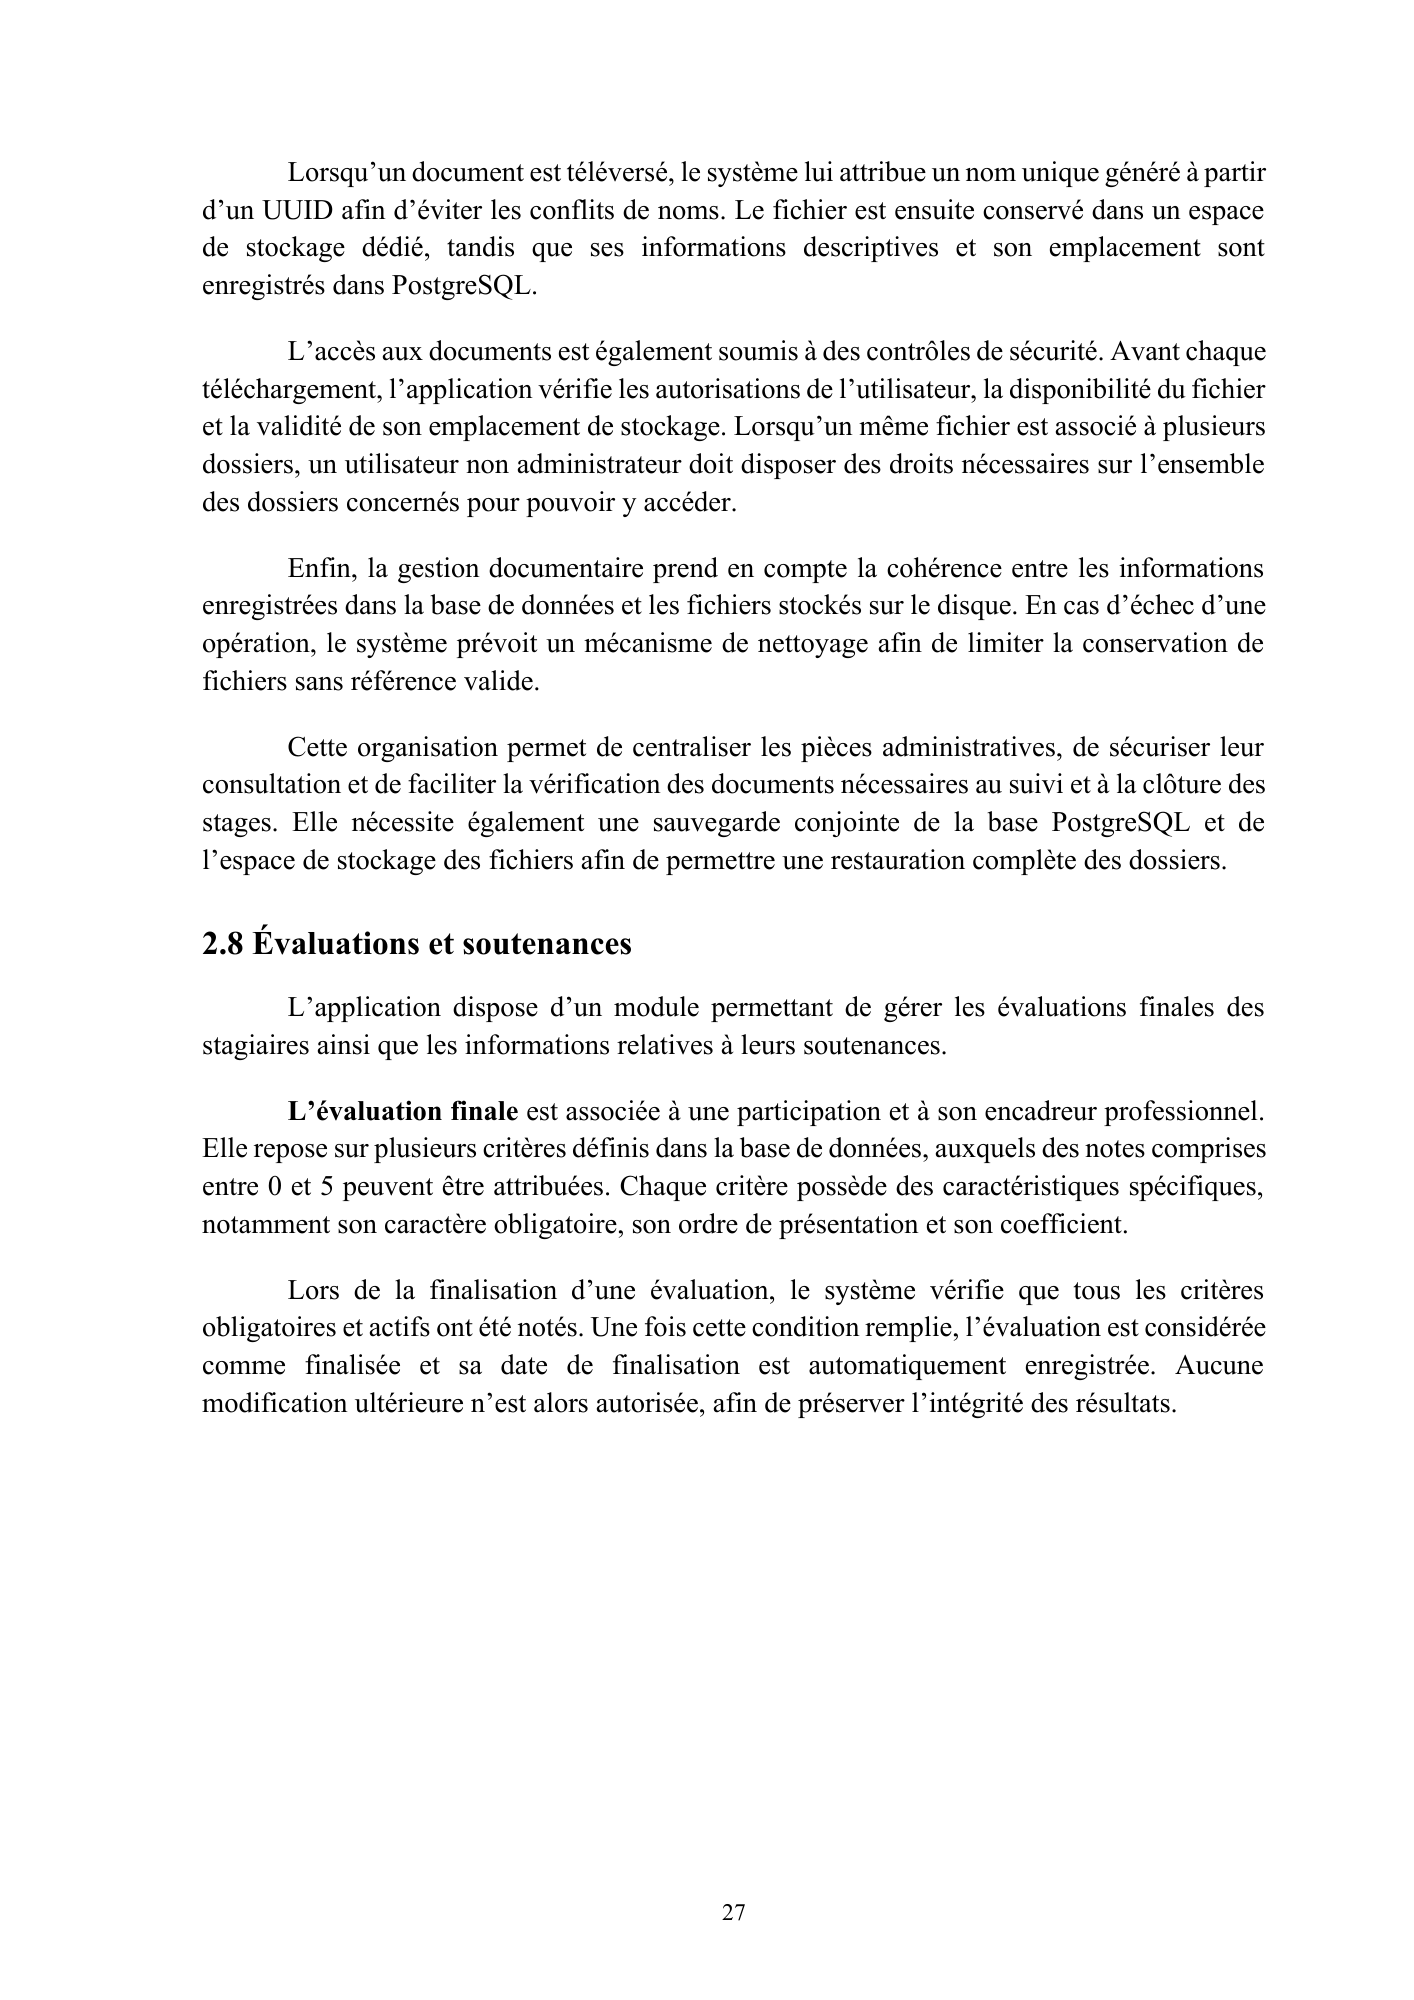 Lorsqu’un document est téléversé, le système lui attribue un nom unique généré à partir
d’un UUID afin d’éviter les conflits de noms. Le fichier est ensuite conservé dans un espace
de stockage dédié, tandis que ses informations descriptives et son emplacement sont
enregistrés dans PostgreSQL.
L’accès aux documents est également soumis à des contrôles de sécurité. Avant chaque
téléchargement, l’application vérifie les autorisations de l’utilisateur, la disponibilité du fichier
et la validité de son emplacement de stockage. Lorsqu’un même fichier est associé à plusieurs
dossiers, un utilisateur non administrateur doit disposer des droits nécessaires sur l’ensemble
des dossiers concernés pour pouvoir y accéder.
Enfin, la gestion documentaire prend en compte la cohérence entre les informations
enregistrées dans la base de données et les fichiers stockés sur le disque. En cas d’échec d’une
opération, le système prévoit un mécanisme de nettoyage afin de limiter la conservation de
fichiers sans référence valide.
Cette organisation permet de centraliser les pièces administratives, de sécuriser leur
consultation et de faciliter la vérification des documents nécessaires au suivi et à la clôture des
stages. Elle nécessite également une sauvegarde conjointe de la base PostgreSQL et de
l’espace de stockage des fichiers afin de permettre une restauration complète des dossiers.
2.8 Évaluations et soutenances
L’application dispose d’un module permettant de gérer les évaluations finales des
stagiaires ainsi que les informations relatives à leurs soutenances.
L’évaluation finale est associée à une participation et à son encadreur professionnel.
Elle repose sur plusieurs critères définis dans la base de données, auxquels des notes comprises
entre 0 et 5 peuvent être attribuées. Chaque critère possède des caractéristiques spécifiques,
notamment son caractère obligatoire, son ordre de présentation et son coefficient.
Lors de la finalisation d’une évaluation, le système vérifie que tous les critères
obligatoires et actifs ont été notés. Une fois cette condition remplie, l’évaluation est considérée
comme finalisée et sa date de finalisation est automatiquement enregistrée. Aucune
modification ultérieure n’est alors autorisée, afin de préserver l’intégrité des résultats.
27